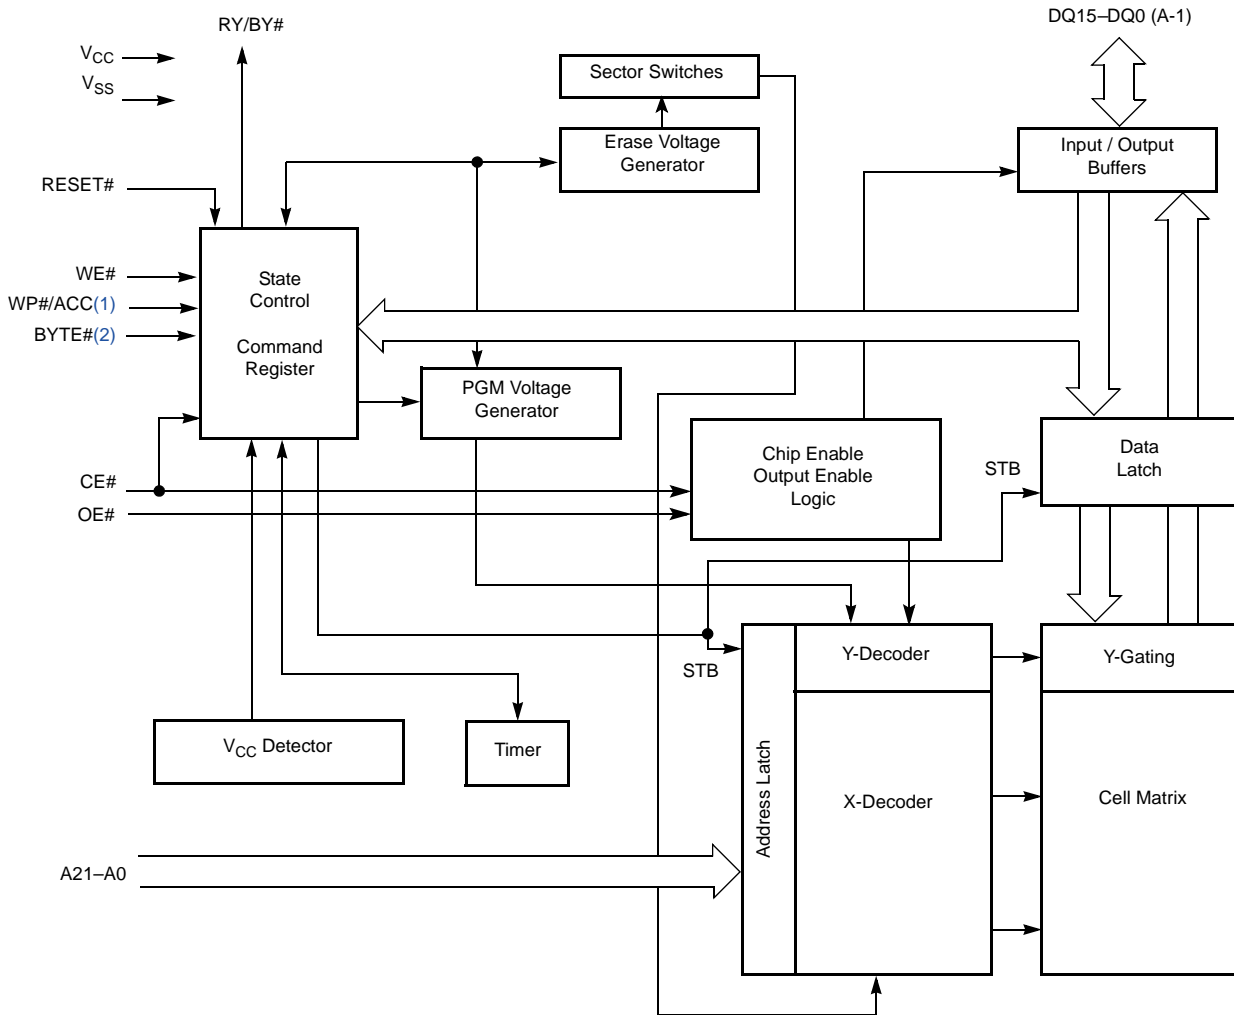 RY/BY#
DQ15–DQ0 (A-1)
VCC
VSS
Sector Switches
Erase Voltage
Generator
Input / Output
Buffers
RESET#
WE#
WP#/ACC(1)
BYTE#(2)
State
Control
Command
Register
PGM Voltage
Generator
Chip Enable
Output Enable
Logic
STB
Data
Latch
CE#
OE#
STB
Address Latch
Y-Decoder
Y-Gating
VCC Detector
Timer
X-Decoder
Cell Matrix
A21–A0